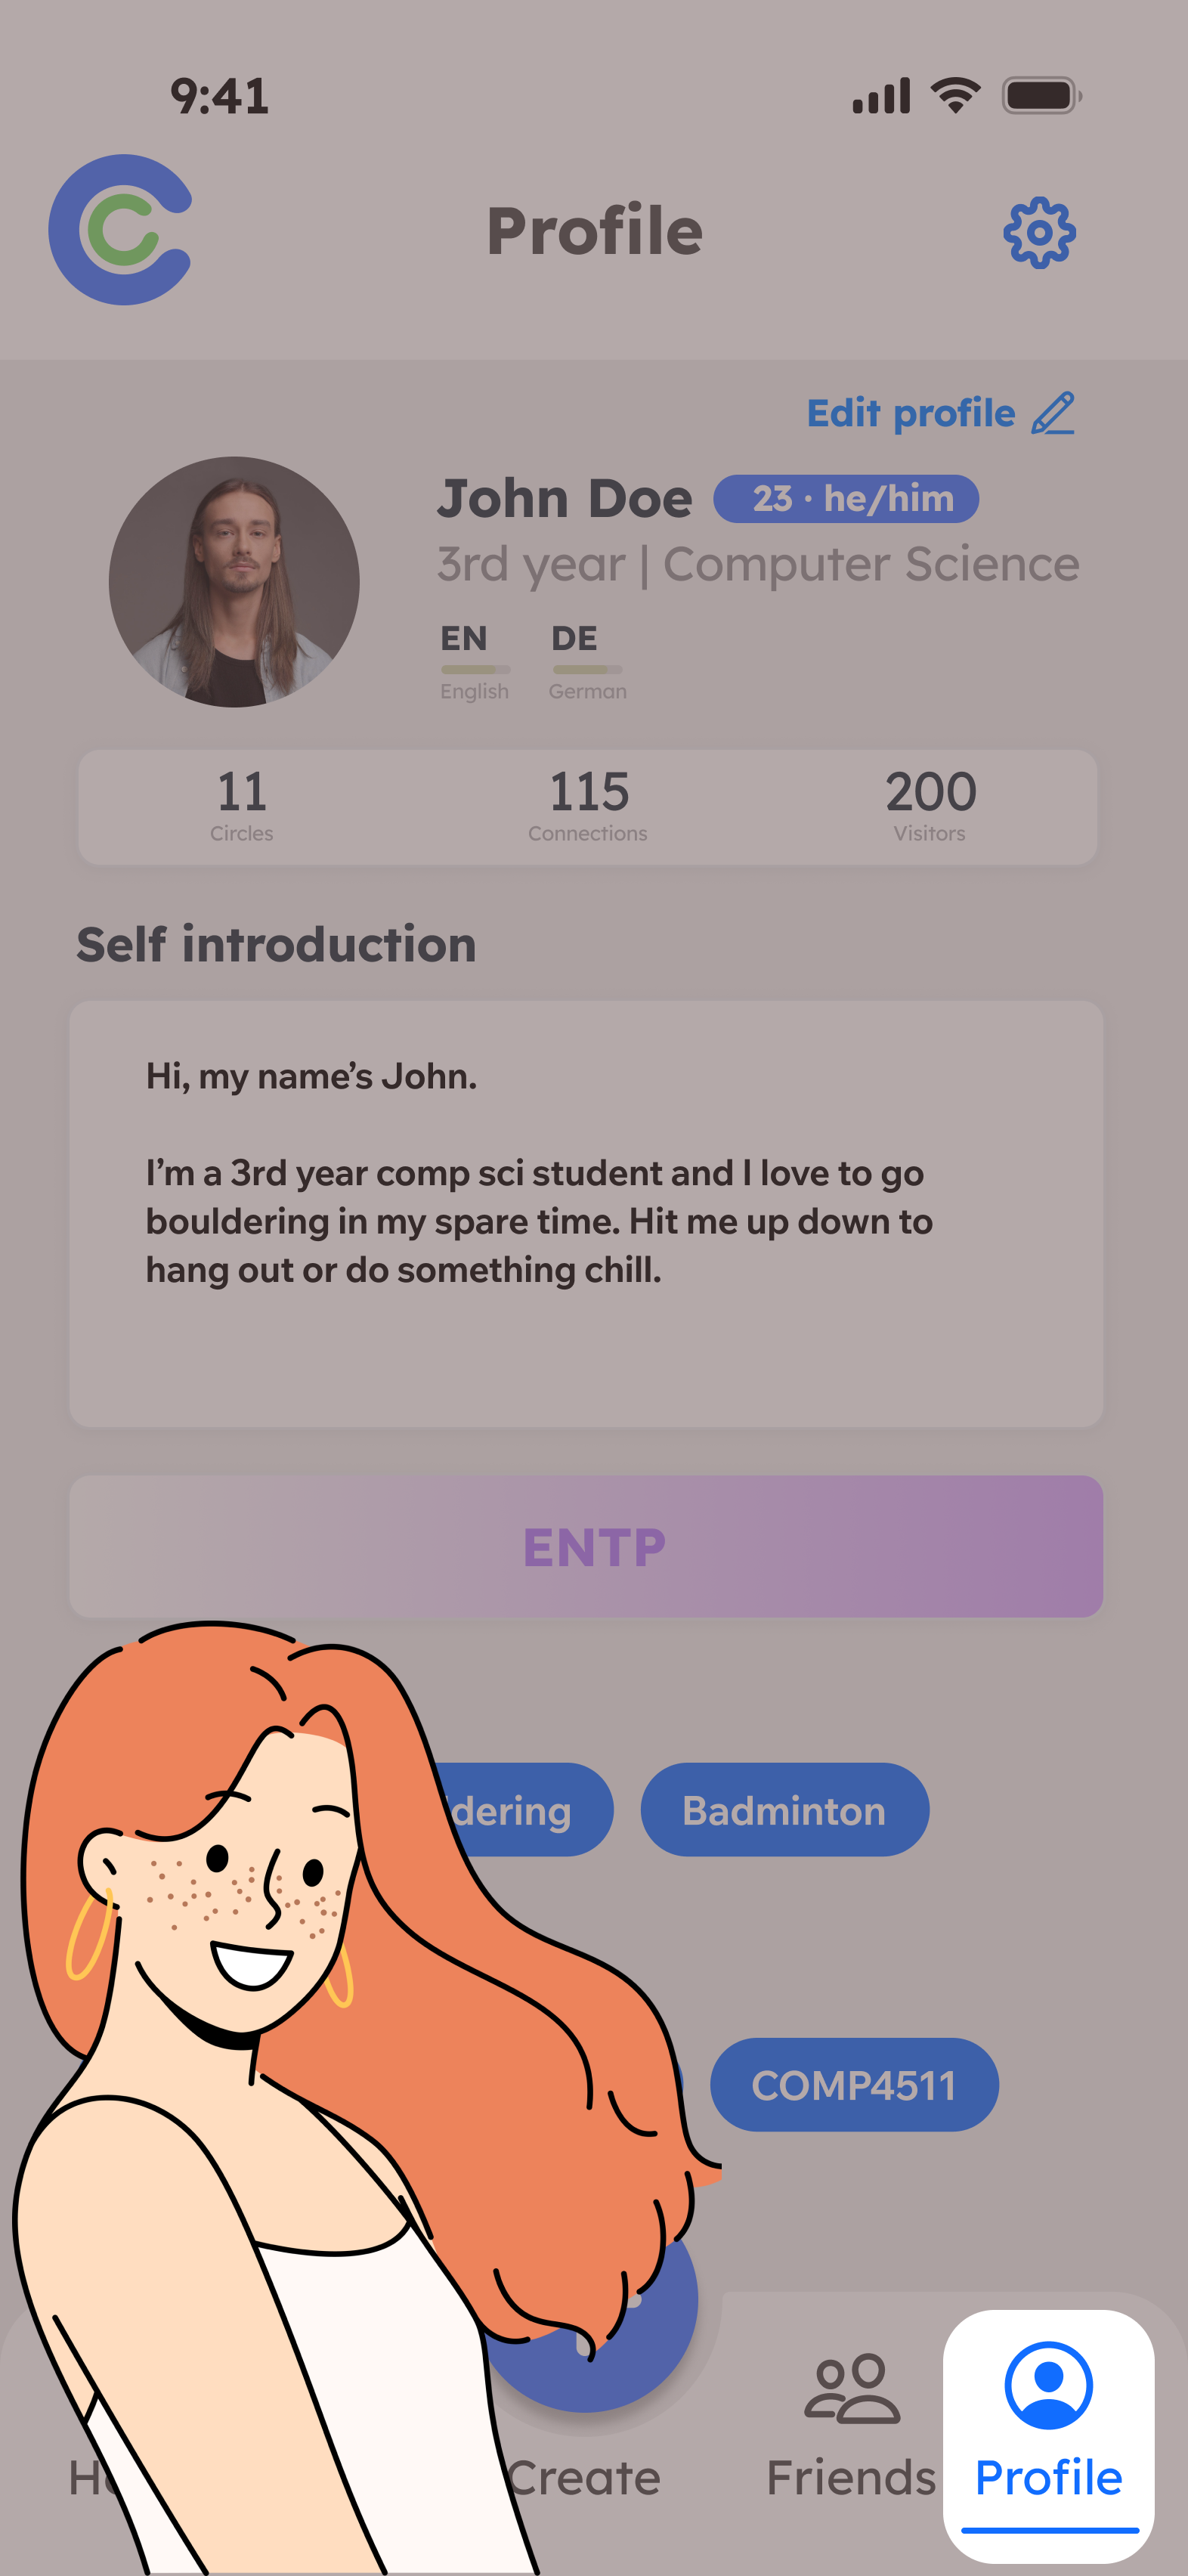 9:41
Profile
Edit profile
John Doe 23 · he/him
3rd year | Computer Science
EN DE
English German
11 115 200
Circles Connections Visitors
Self introduction
Hi, my name’s John.
I’m a 3rd year comp sci student and I love to go
bouldering in my spare time. Hit me up down to
hang out or do something chill.
ENTP
dering Badminton
COMP4511
Create Friends Profile